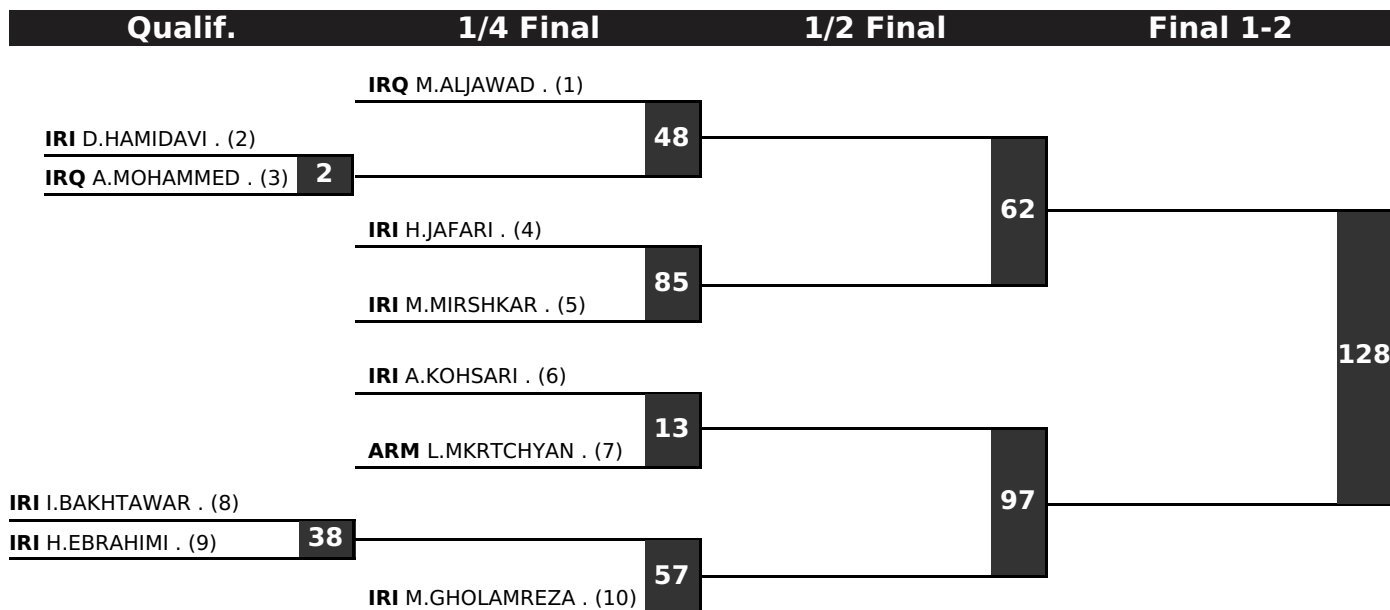 Qualif. 1/4 Final 1/2 Final Final 1-2
IRQ M.ALJAWAD . (1)
48
IRI D.HAMIDAVI . (2)
IRQ A.MOHAMMED . (3) 2
62
IRI H.JAFARI . (4)
85
IRI M.MIRSHKAR . (5)
128
IRI A.KOHSARI . (6)
13
ARM L.MKRTCHYAN . (7)
97
IRI I.BAKHTAWAR . (8)
IRI H.EBRAHIMI . (9) 38
57
IRI M.GHOLAMREZA . (10)